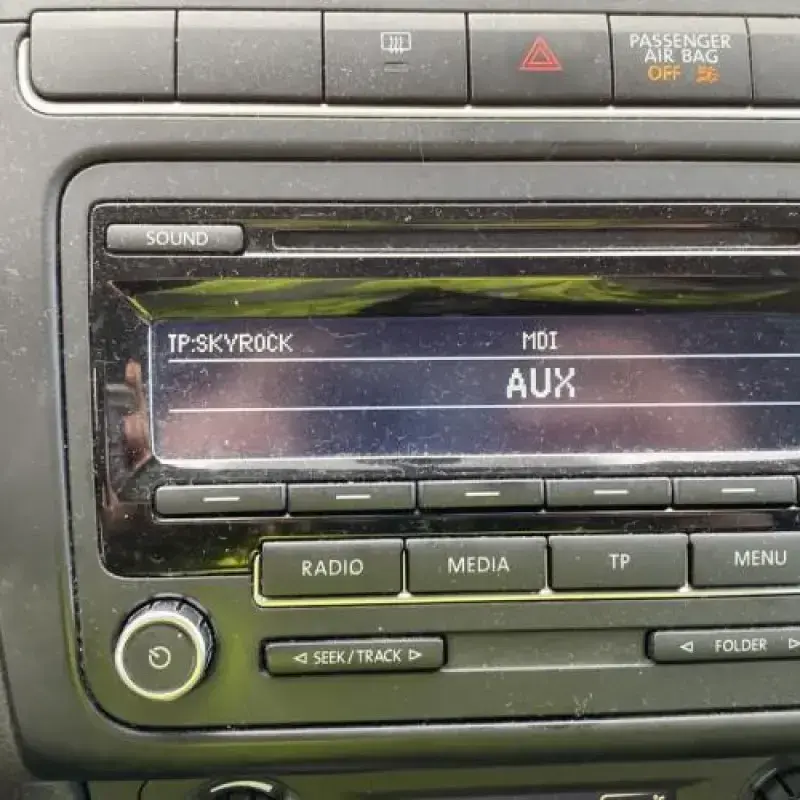 PASSENGER
AIR BAG
OFF
SOUND
TP:SKYROCK MDI
AUX
RADIO MEDIA TP MENU
SEEK/TRACK FOLDER